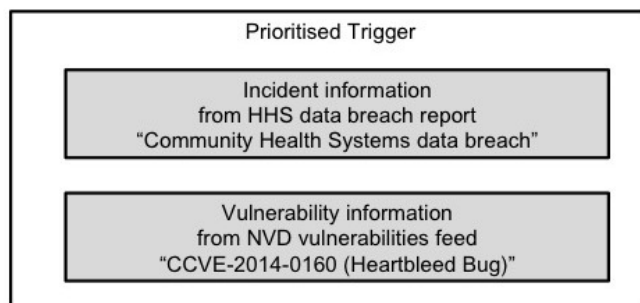 Prioritised Trigger
Incident information
from HHS data breach report
“Community Health Systems data breach”
Vulnerability information
from NVD vulnerabilities feed
“CCVE-2014-0160 (Heartbleed Bug)”